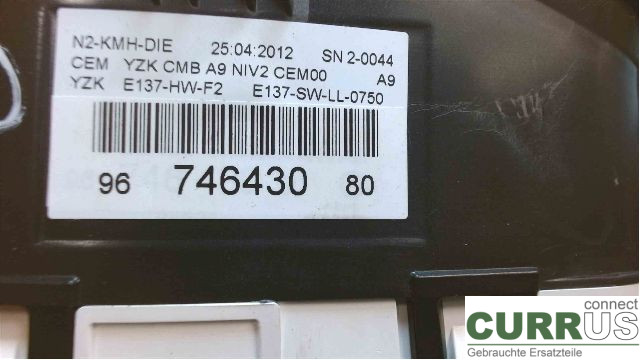 N2-KMH-DIE 25:04:2012 SN 2-0044
CEM YZK CMB A9 NIV2 CEM00 A9
YZK E137-HW-F2 E137-SW-LL-0750
96 746430 80
connect
CURRUS
Gebrauchte Ersatzteile